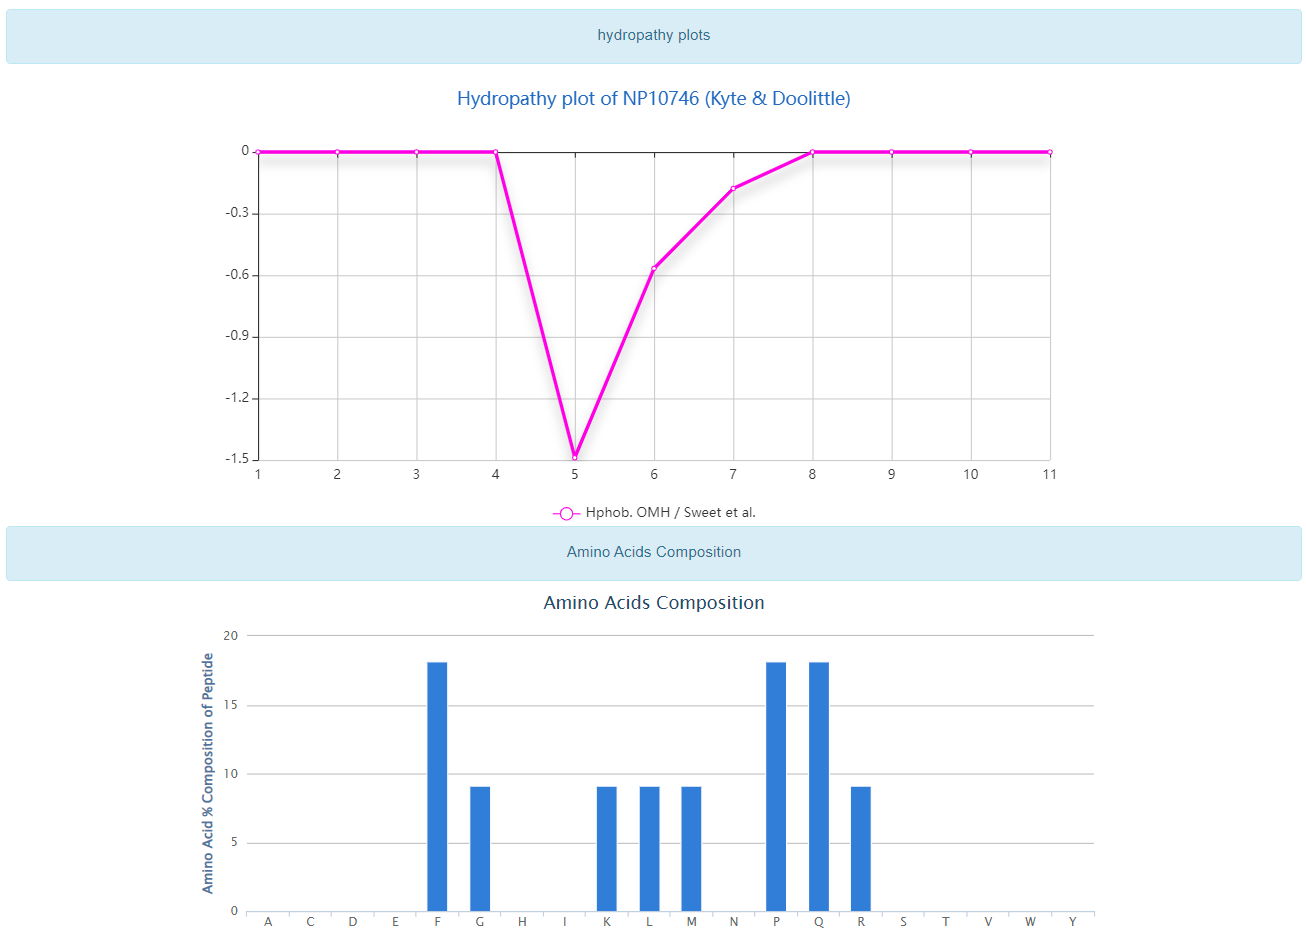 hydropathy plots
Hydropathy plot of NP10746 (Kyte & Doolittle)
0
-0.3
-0.6
-0.9
-1.2
-1.5
1 2 3 4 5 6 7 8 9 10 11
Hphob. OMH / Sweet et al.
Amino Acids Composition
Amino Acids Composition
Amino Acid % Composition of Peptide
20
15
10
5
0
A C D E F G H I K L M N P Q R S T V W Y